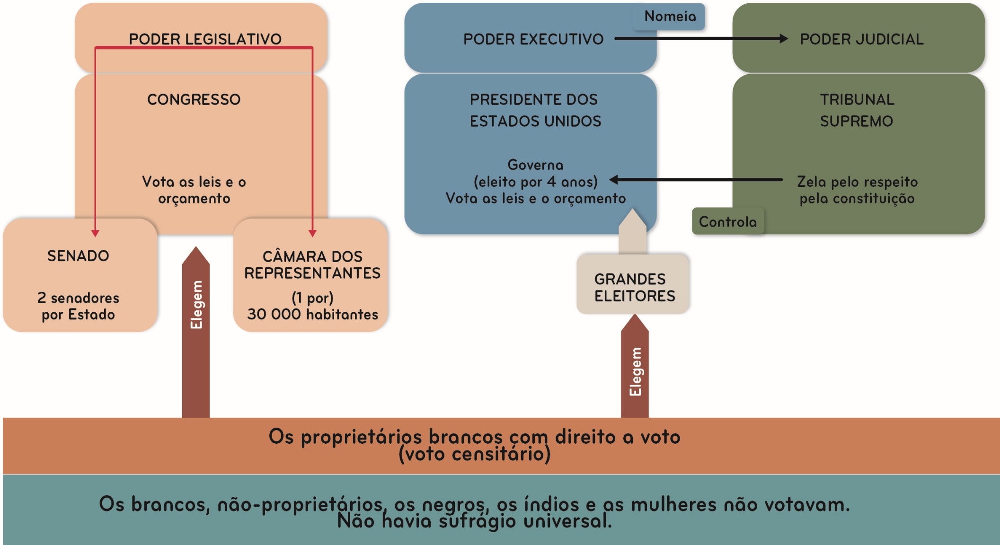 PODER LEGISLATIVO
CONGRESSO
Vota as leis e o
orçamento
SENADO
2 senadores
por Estado
CÂMARA DOS
REPRESENTANTES
(1 por)
30 000 habitantes
Elegem
PODER EXECUTIVO
Nomeia
PODER JUDICIAL
PRESIDENTE DOS
ESTADOS UNIDOS
Governa
(eleito por 4 anos)
Vota as leis e o orçamento
TRIBUNAL
SUPREMO
Zela pelo respeito
pela constituição
Controla
GRANDES
ELEITORES
Elegem
Os proprietários brancos com direito a voto
(voto censitário)
Os brancos, não-proprietários, os negros, os índios e as mulheres não votavam.
Não havia sufrágio universal.